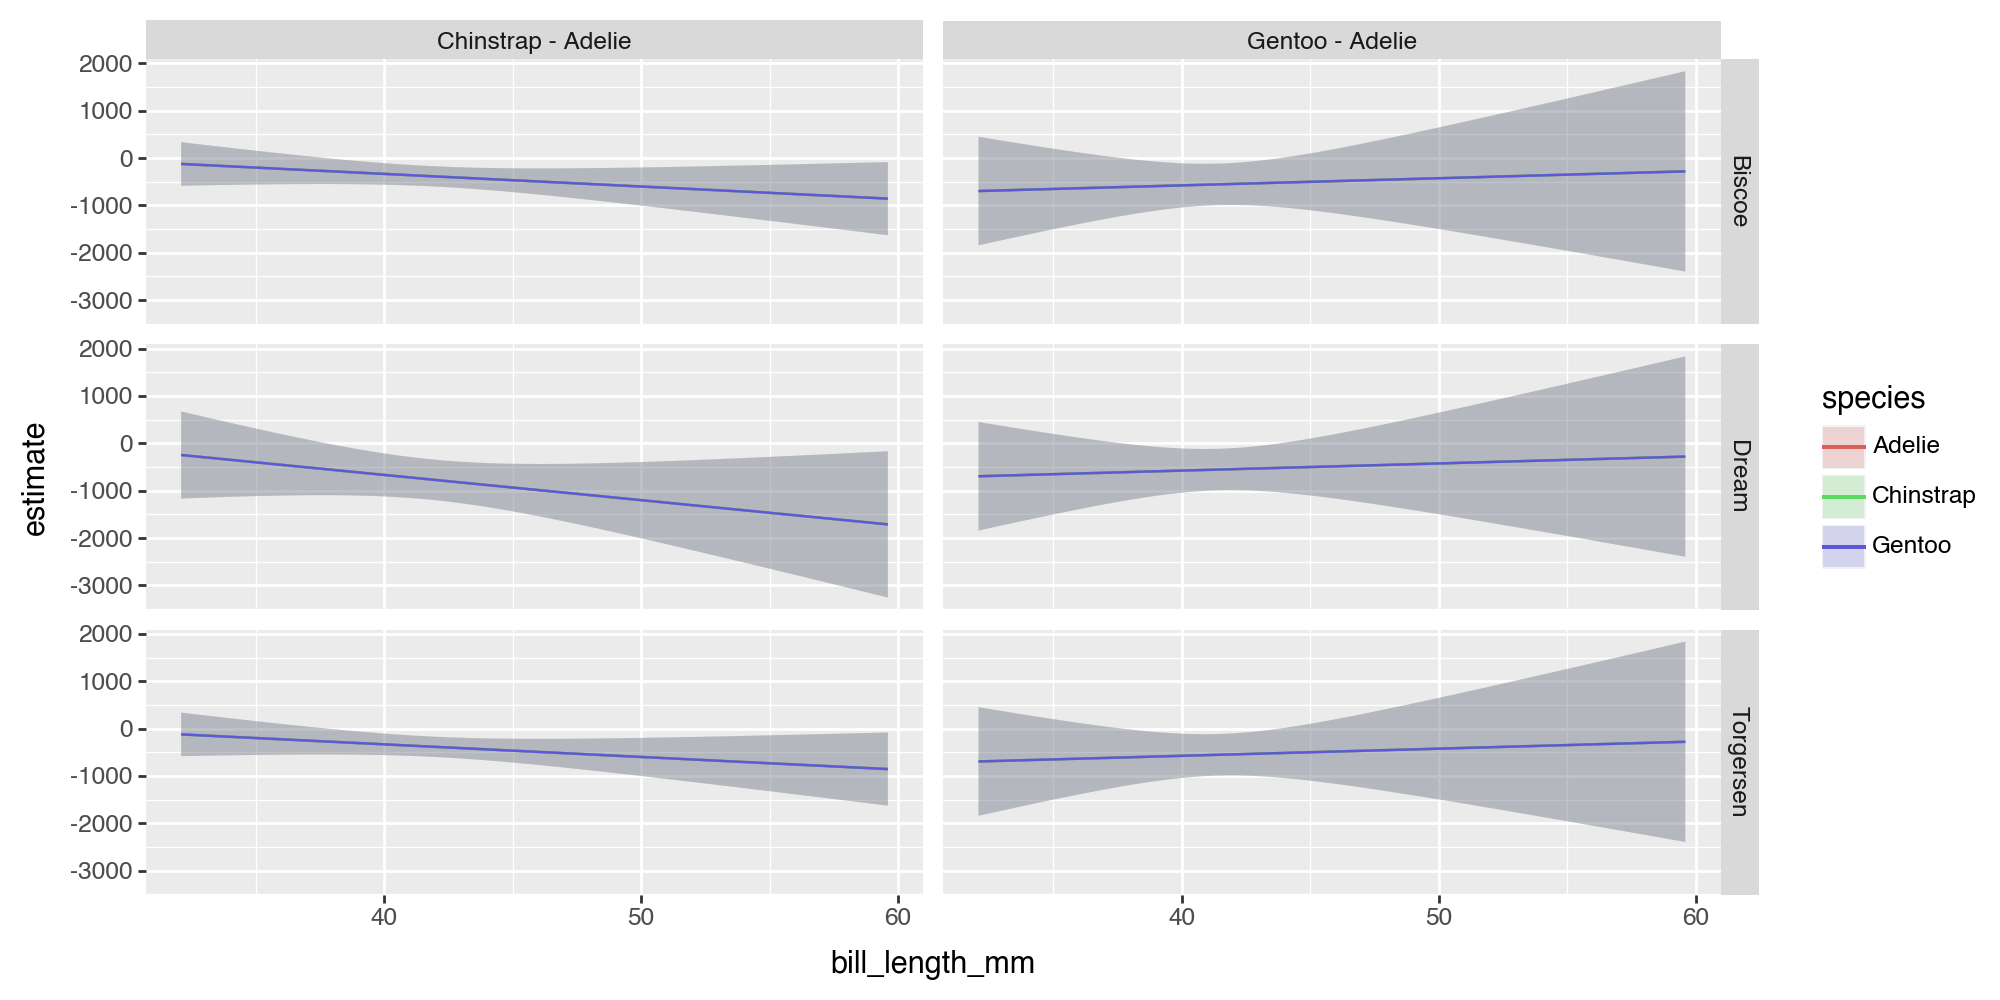 Chinstrap - Adelie
Gentoo - Adelie
2000
1000
0
-1000
-2000
-3000
Biscoe
2000
1000
0
-1000
-2000
-3000
Dream
2000
1000
0
-1000
-2000
-3000
Torgersen
estimate
40
50
60
40
50
60
bill_length_mm
species
Adelie
Chinstrap
Gentoo